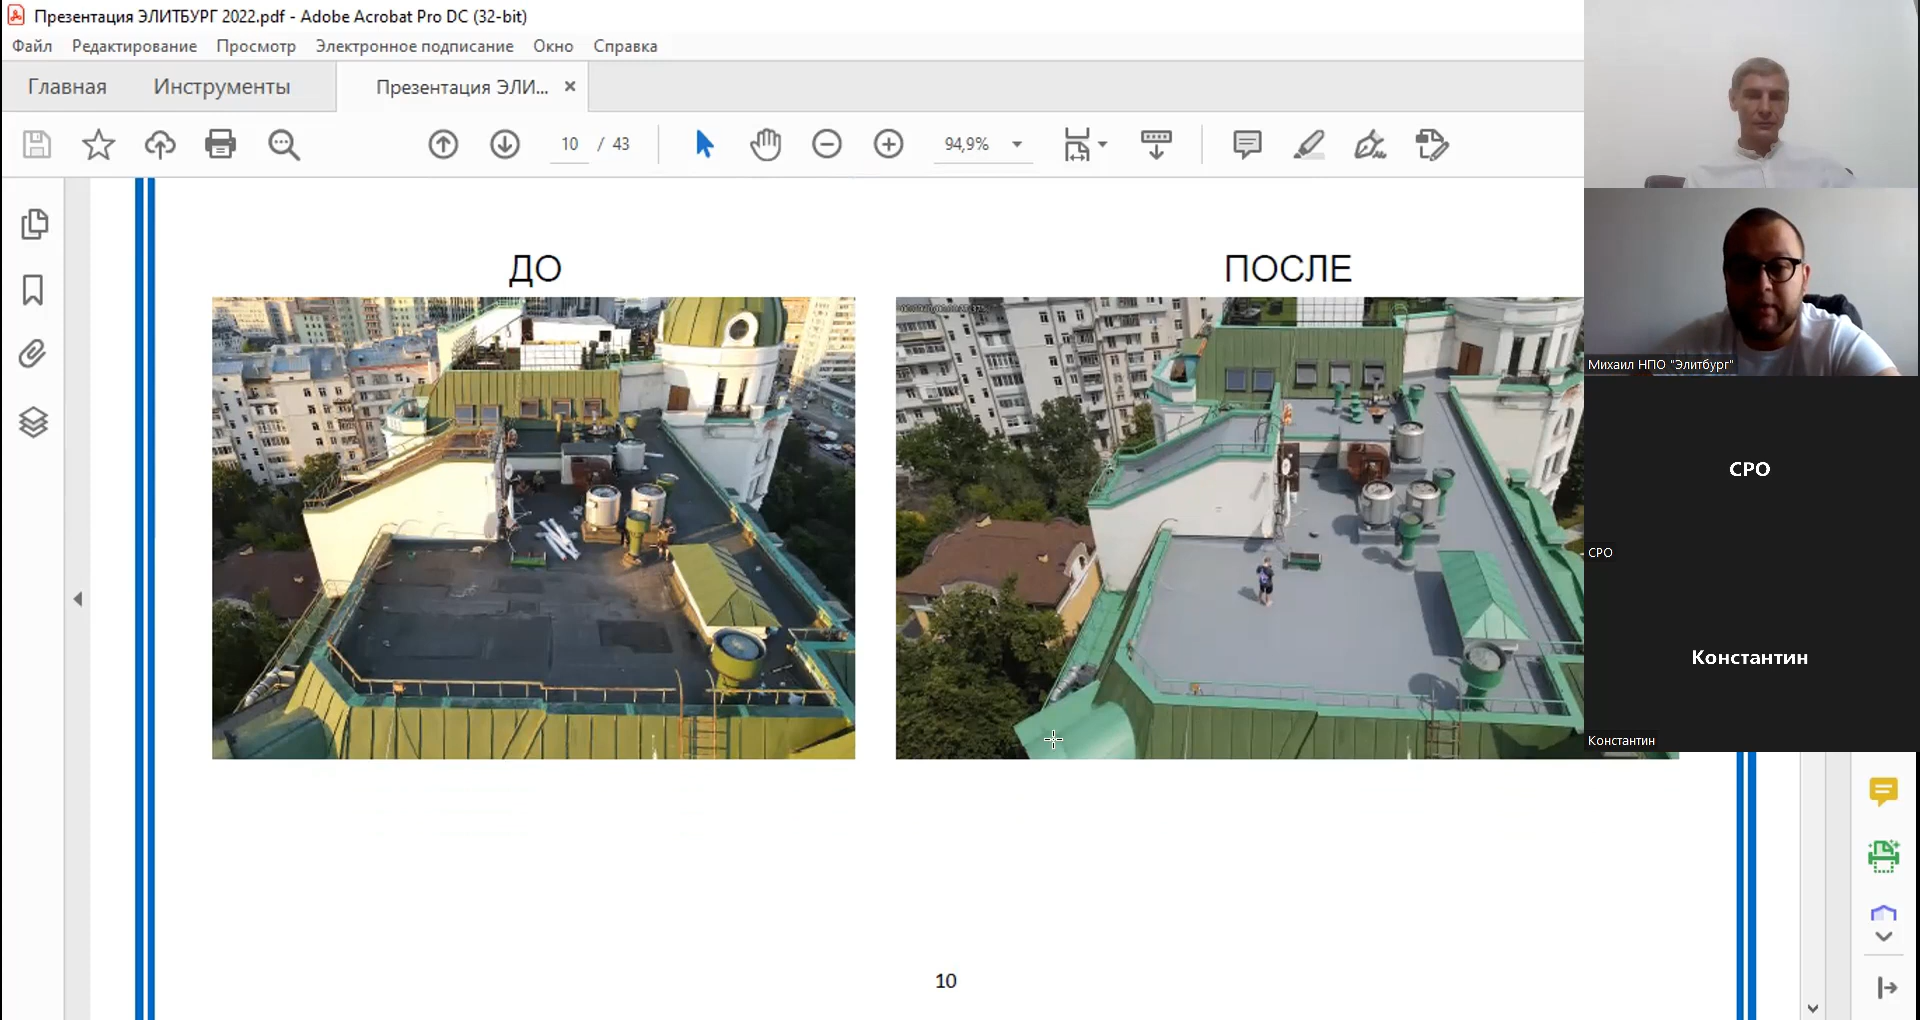 Презентация ЭЛИТБУРГ 2022.pdf - Adobe Acrobat Pro DC (32-bit)
Файл Редактирование Просмотр Электронное подписание Окно Справка
Главная Инструменты Презентация ЭЛИ... ×
10 / 43 94,9%
ДО ПОСЛЕ
Михаил НПО "Элитбург"
СРО
СРО
Константин
Константин
10